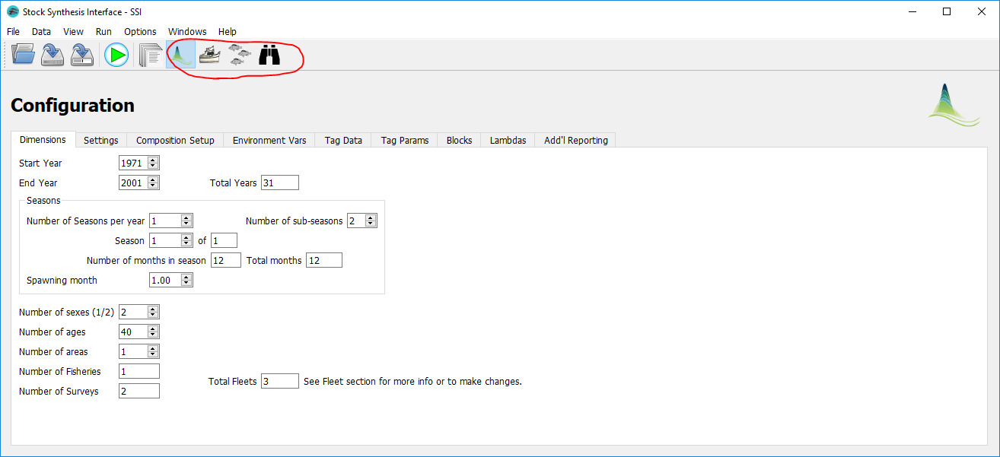 Stock Synthesis Interface - SSI
File Data View Run Options Windows Help
Configuration
Dimensions Settings Composition Setup Environment Vars Tag Data Tag Params Blocks Lambdas Add'l Reporting
Start Year 1971
End Year 2001 Total Years 31
Seasons
Number of Seasons per year 1 Number of sub-seasons 2
Season 1 of 1
Number of months in season 12 Total months 12
Spawning month 1.00
Number of sexes (1/2) 2
Number of ages 40
Number of areas 1
Number of Fisheries 1
Total Fleets 3 See Fleet section for more info or to make changes.
Number of Surveys 2